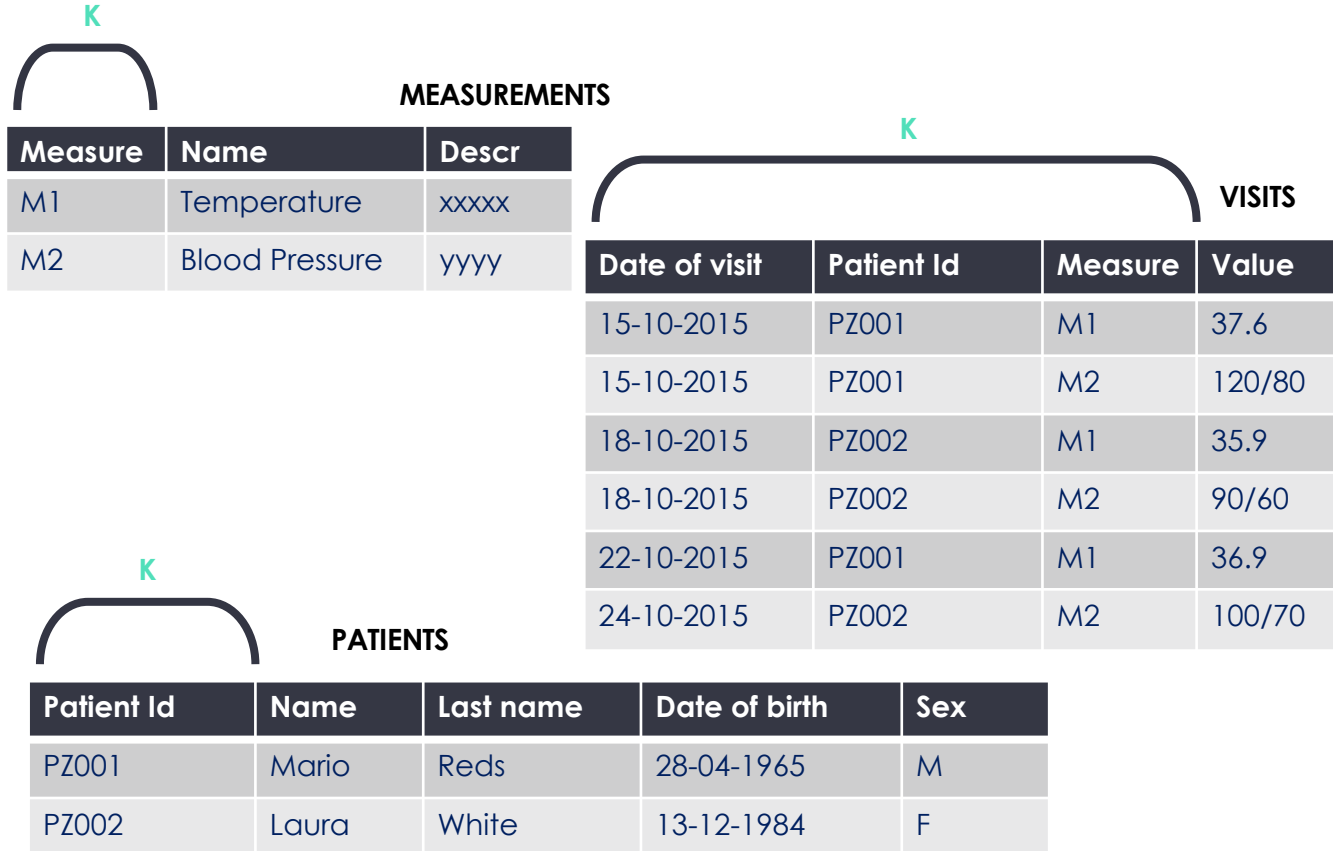 K
MEASUREMENTS
Measure Name Descr
M1 Temperature xxxxx
M2 Blood Pressure yyyy
K
VISITS
Date of visit Patient Id Measure Value
15-10-2015 PZ001 M1 37.6
15-10-2015 PZ001 M2 120/80
18-10-2015 PZ002 M1 35.9
18-10-2015 PZ002 M2 90/60
22-10-2015 PZ001 M1 36.9
24-10-2015 PZ002 M2 100/70
K
PATIENTS
Patient Id Name Last name Date of birth Sex
PZ001 Mario Reds 28-04-1965 M
PZ002 Laura White 13-12-1984 F